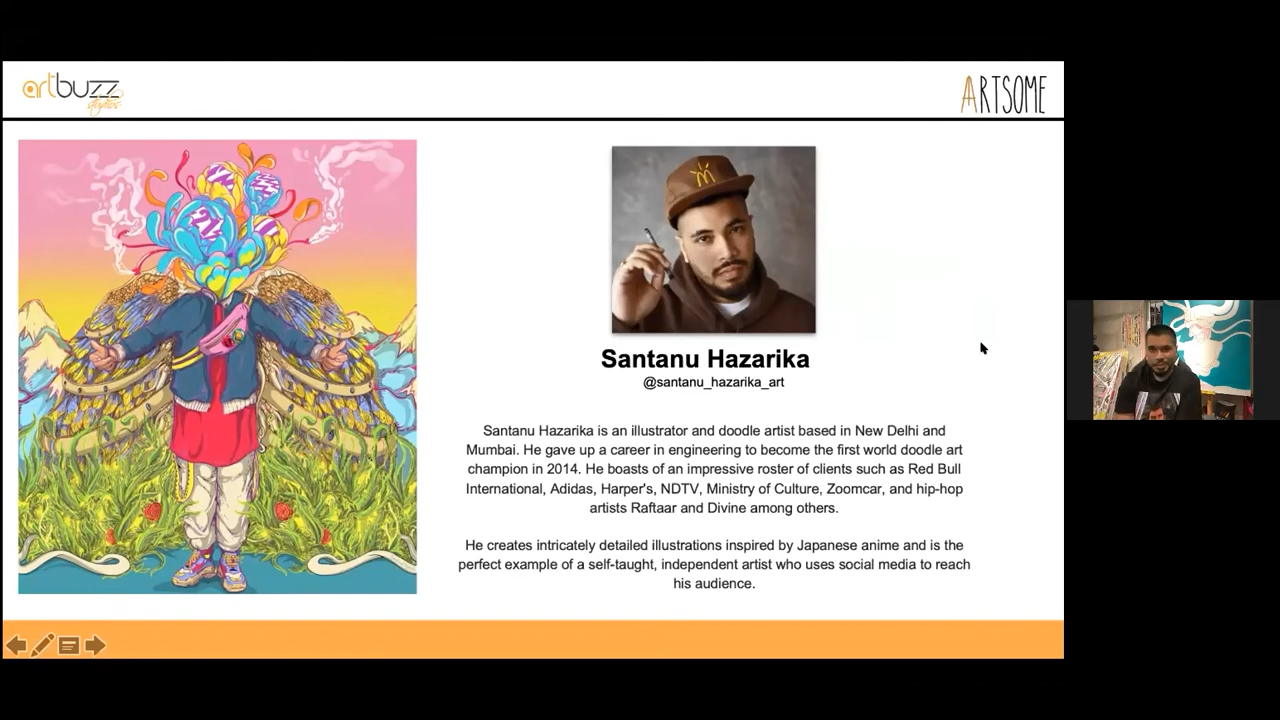 artbuzz
studios
ARTSOME
Santanu Hazarika
@santanu_hazarika_art
Santanu Hazarika is an illustrator and doodle artist based in New Delhi and
Mumbai. He gave up a career in engineering to become the first world doodle art
champion in 2014. He boasts of an impressive roster of clients such as Red Bull
International, Adidas, Harper's, NDTV, Ministry of Culture, Zoomcar, and hip-hop
artists Raftaar and Divine among others.
He creates intricately detailed illustrations inspired by Japanese anime and is the
perfect example of a self-taught, independent artist who uses social media to reach
his audience.